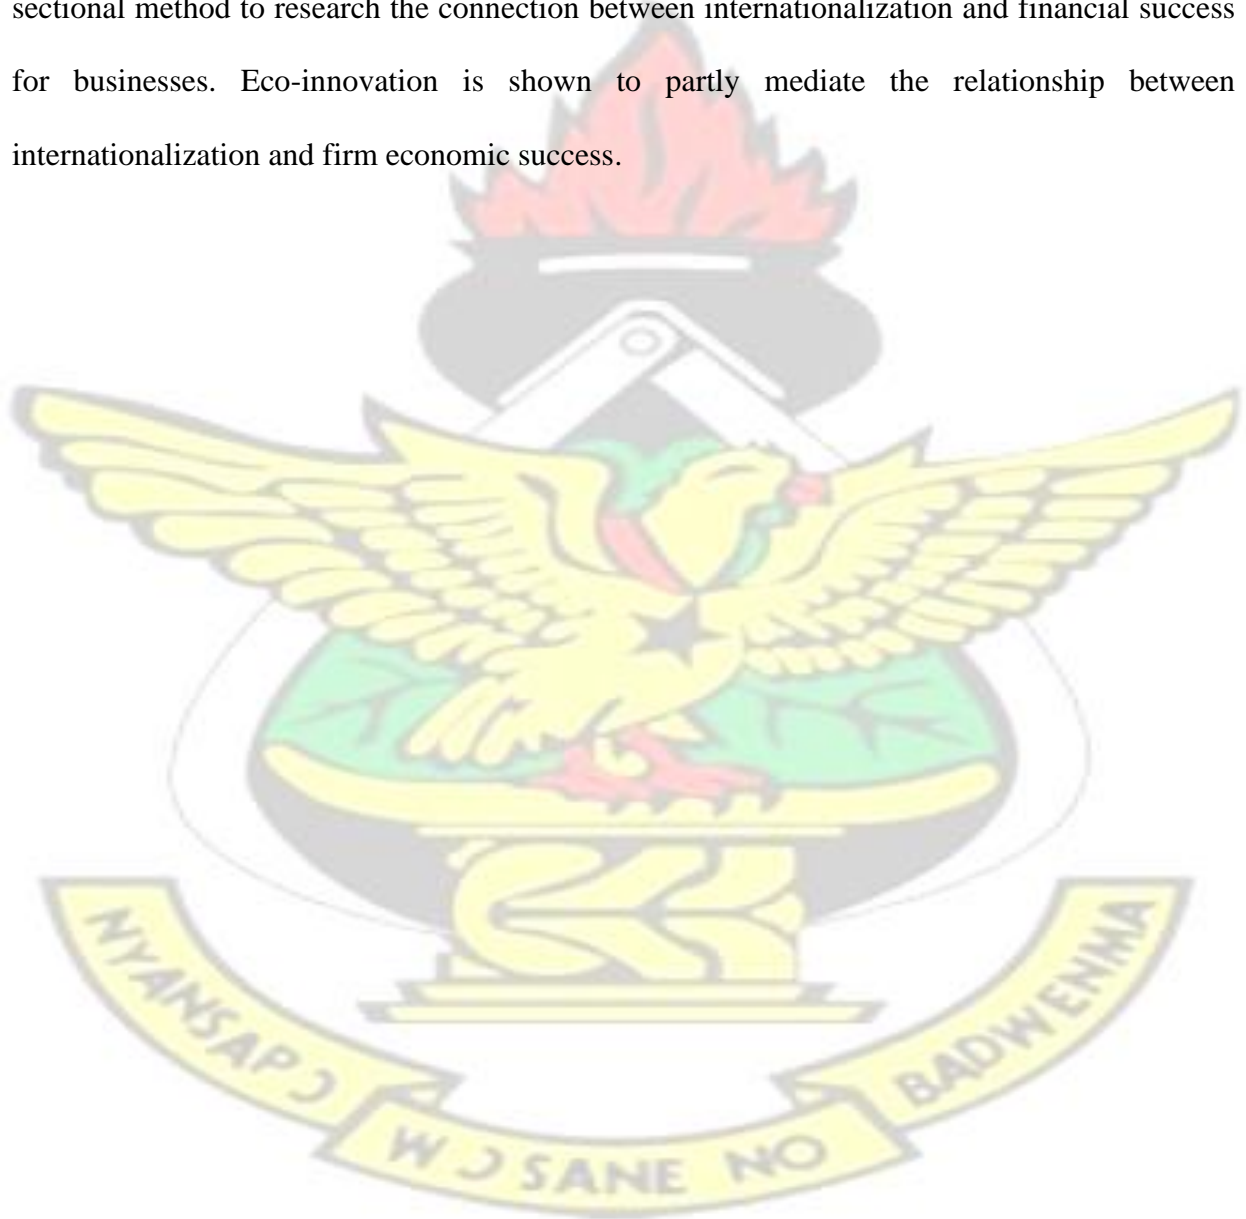 sectional method to research the connection between internationalization and financial success
for businesses. Eco-innovation is shown to partly mediate the relationship between
internationalization and firm economic success.
NYANSAPƆ
WƆSANE NO
BADWENMA